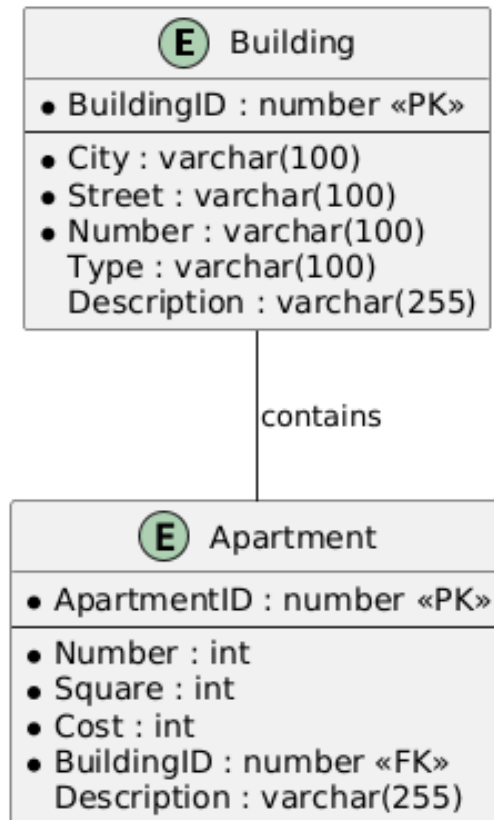 E Building
BuildingID : number «PK»
City : varchar(100)
Street : varchar(100)
Number : varchar(100)
Type : varchar(100)
Description : varchar(255)
contains
E Apartment
ApartmentID : number «PK»
Number : int
Square : int
Cost : int
BuildingID : number «FK»
Description : varchar(255)